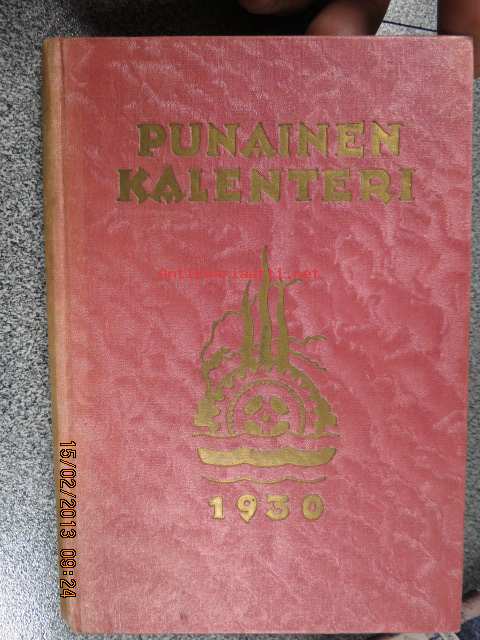 PUNAINEN
KALENTERI
Antikvariaatti.net
1930
15/02/2013 09:24